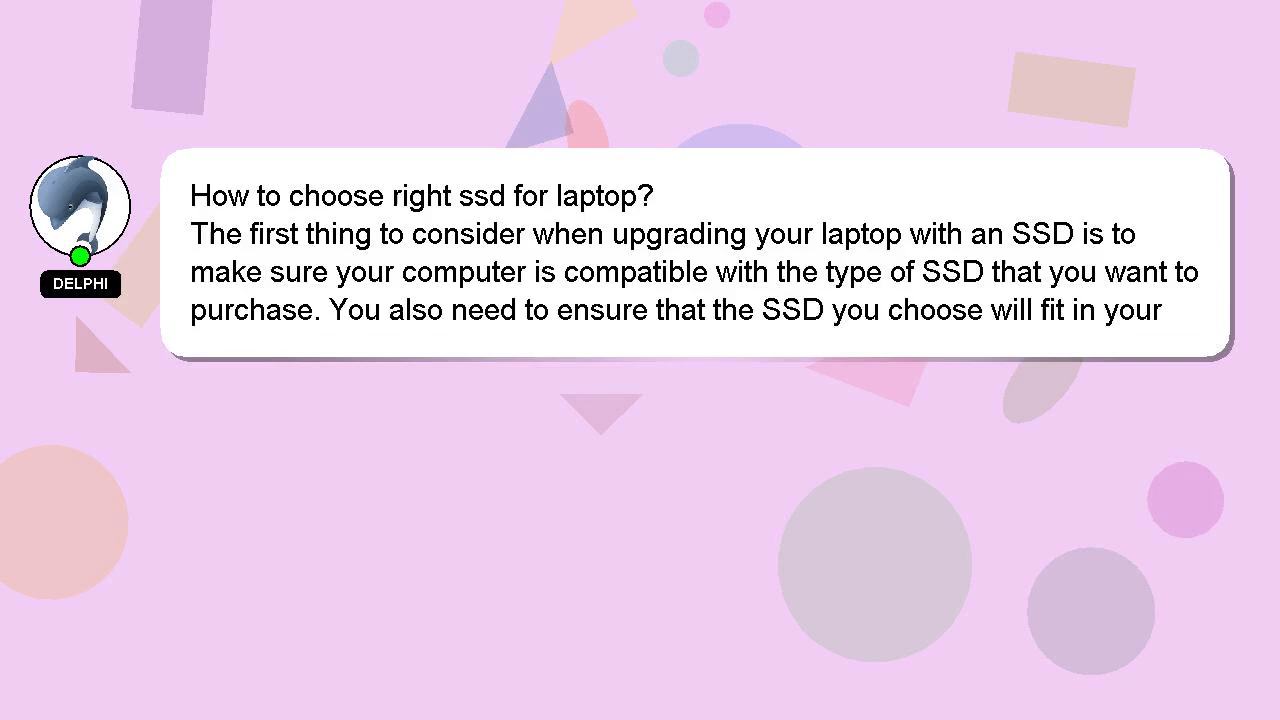 How to choose right ssd for laptop?
The first thing to consider when upgrading your laptop with an SSD is to
make sure your computer is compatible with the type of SSD that you want to
purchase. You also need to ensure that the SSD you choose will fit in your
DELPHI